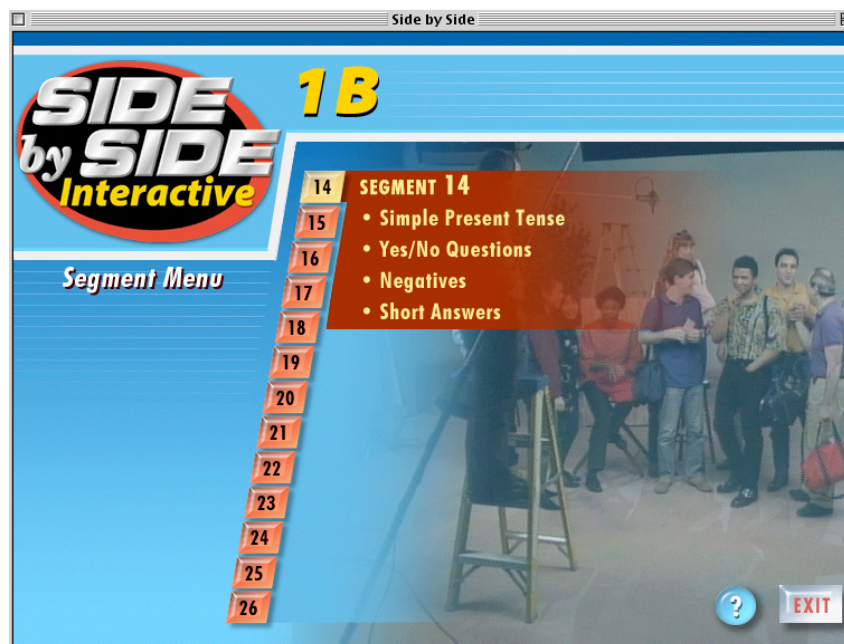 Side by Side
SIDE
by SIDE
Interactive
1B
Segment Menu
14
SEGMENT 14
• Simple Present Tense
• Yes/No Questions
• Negatives
• Short Answers
15
16
17
18
19
20
21
22
23
24
25
26
?
EXIT